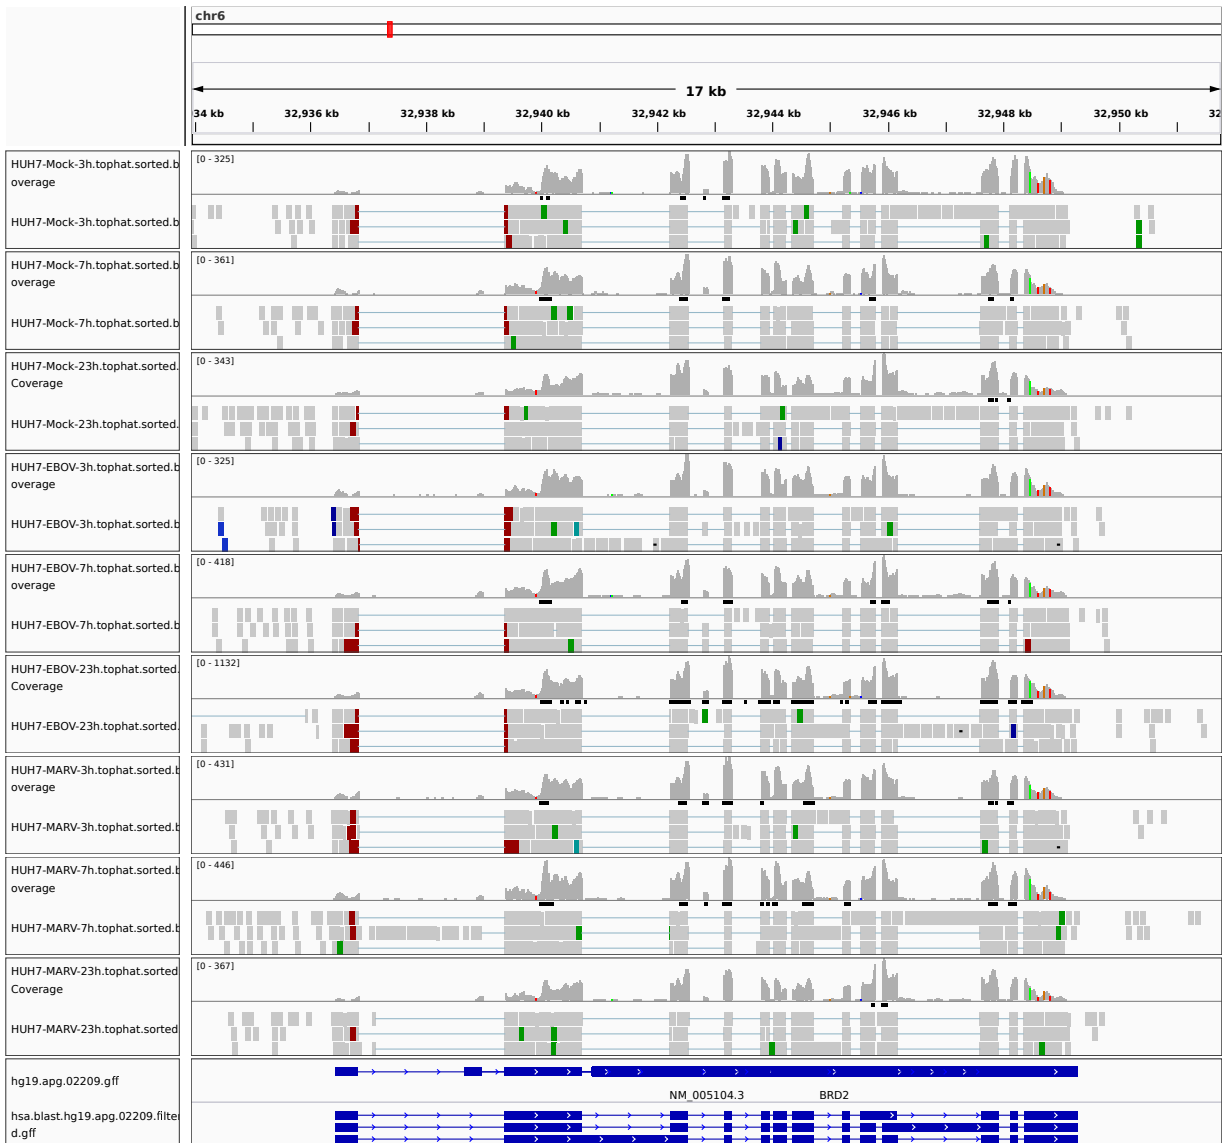 chr6
17 kb
34 kb 32,936 kb 32,938 kb 32,940 kb 32,942 kb 32,944 kb 32,946 kb 32,948 kb 32,950 kb 32
HUH7-Mock-3h.tophat.sorted.b
overage
[0 - 325]
HUH7-Mock-3h.tophat.sorted.b
HUH7-Mock-7h.tophat.sorted.b
overage
[0 - 361]
HUH7-Mock-7h.tophat.sorted.b
HUH7-Mock-23h.tophat.sorted.
Coverage
[0 - 343]
HUH7-Mock-23h.tophat.sorted.
HUH7-EBOV-3h.tophat.sorted.b
overage
[0 - 325]
HUH7-EBOV-3h.tophat.sorted.b
HUH7-EBOV-7h.tophat.sorted.b
overage
[0 - 418]
HUH7-EBOV-7h.tophat.sorted.b
HUH7-EBOV-23h.tophat.sorted.
Coverage
[0 - 1132]
HUH7-EBOV-23h.tophat.sorted.
HUH7-MARV-3h.tophat.sorted.b
overage
[0 - 431]
HUH7-MARV-3h.tophat.sorted.b
HUH7-MARV-7h.tophat.sorted.b
overage
[0 - 446]
HUH7-MARV-7h.tophat.sorted.b
HUH7-MARV-23h.tophat.sorted
Coverage
[0 - 367]
HUH7-MARV-23h.tophat.sorted
hg19.apg.02209.gff
NM_005104.3 BRD2
hsa.blast.hg19.apg.02209.filter
d.gff